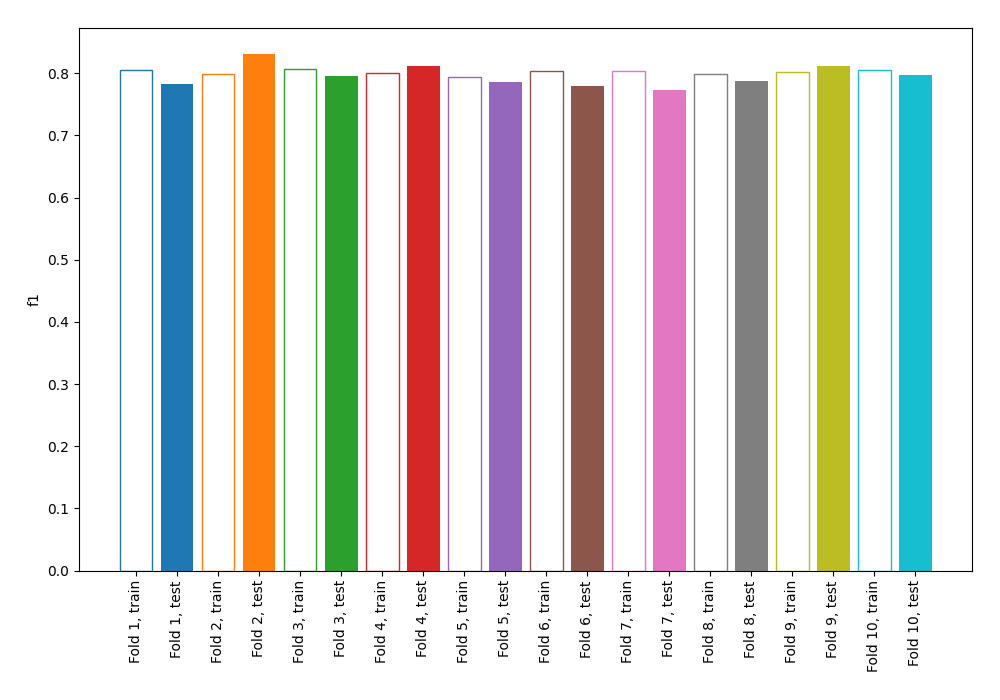 f1
0.8
0.7
0.6
0.5
0.4
0.3
0.2
0.1
0.0
Fold 1, train
Fold 1, test
Fold 2, train
Fold 2, test
Fold 3, train
Fold 3, test
Fold 4, train
Fold 4, test
Fold 5, train
Fold 5, test
Fold 6, train
Fold 6, test
Fold 7, train
Fold 7, test
Fold 8, train
Fold 8, test
Fold 9, train
Fold 9, test
Fold 10, train
Fold 10, test